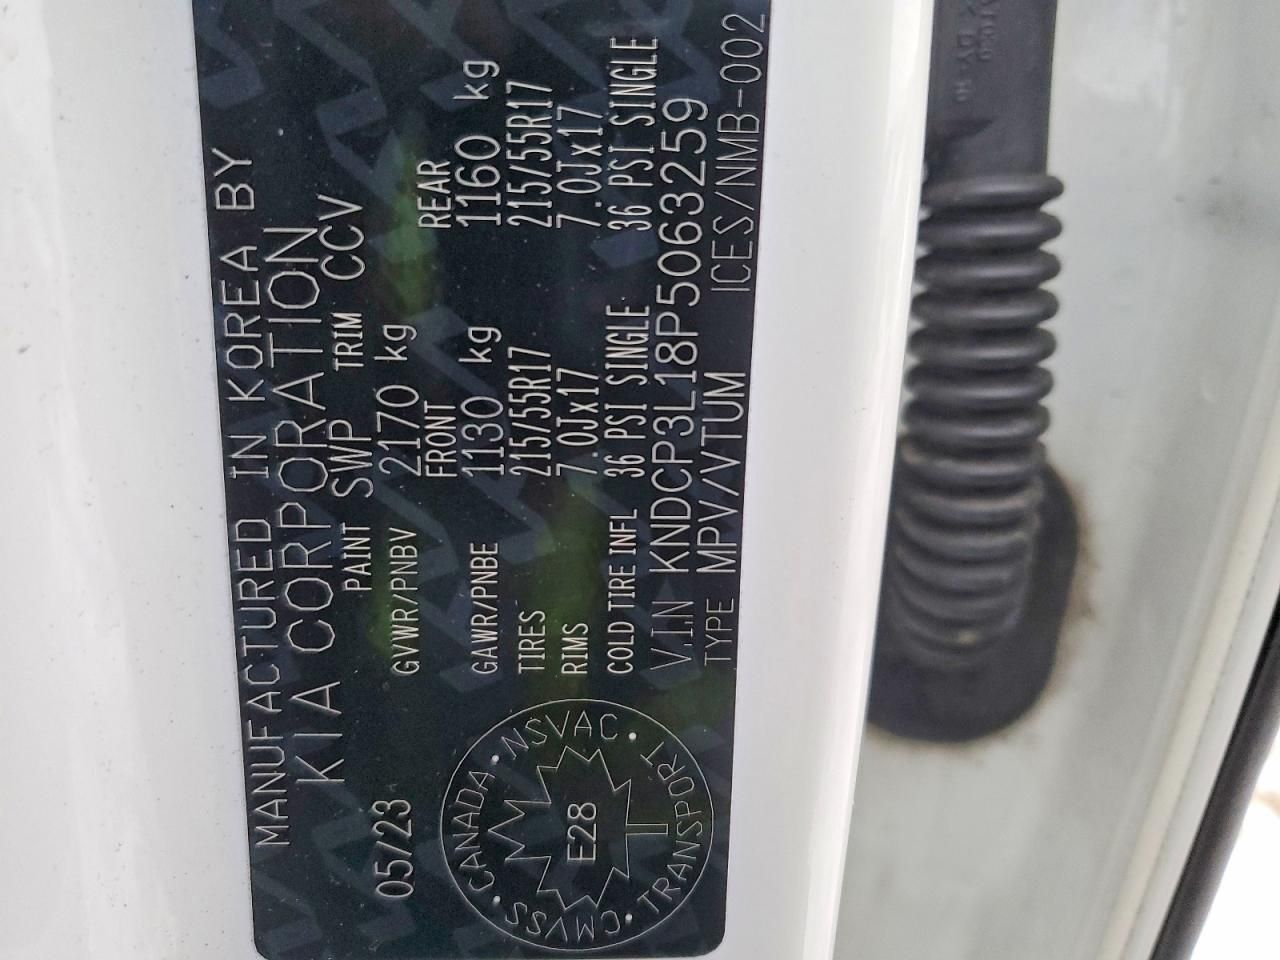 MANUFACTURED IN KOREA BY
KIA CORPORATION
PAINT SWP TRIM CCV
05/23
GVWR/PNBV 2170 kg
FRONT REAR
GAWR/PNBE 1130 kg 1160 kg
TIRES 215/55R17 215/55R17
RIMS 7.0Jx17 7.0Jx17
COLD TIRE INFL 36 PSI SINGLE 36 PSI SINGLE
V.I.N KNDCP3L18P5063259
TYPE MPV/VTUM ICES/NMB-002
CANADA • NSVAC • TRANSPORT • CMVSS •
E28
T